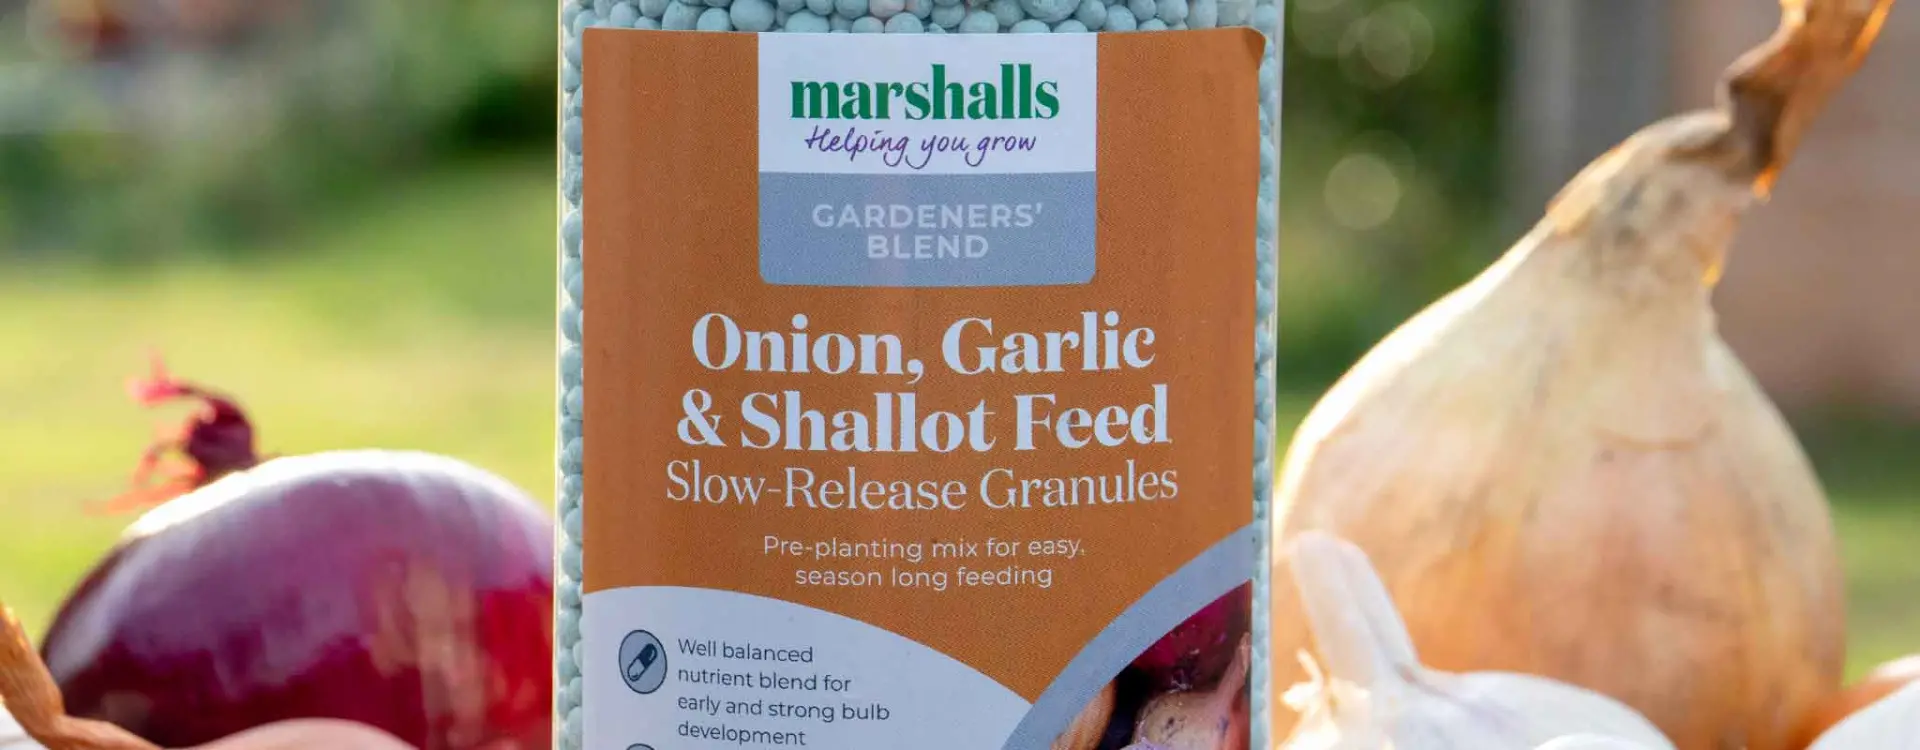 marshalls
Helping you grow
GARDENERS'
BLEND
Onion, Garlic
& Shallot Feed
Slow-Release Granules
Pre-planting mix for easy,
season long feeding
Well balanced
nutrient blend for
early and strong bulb
development